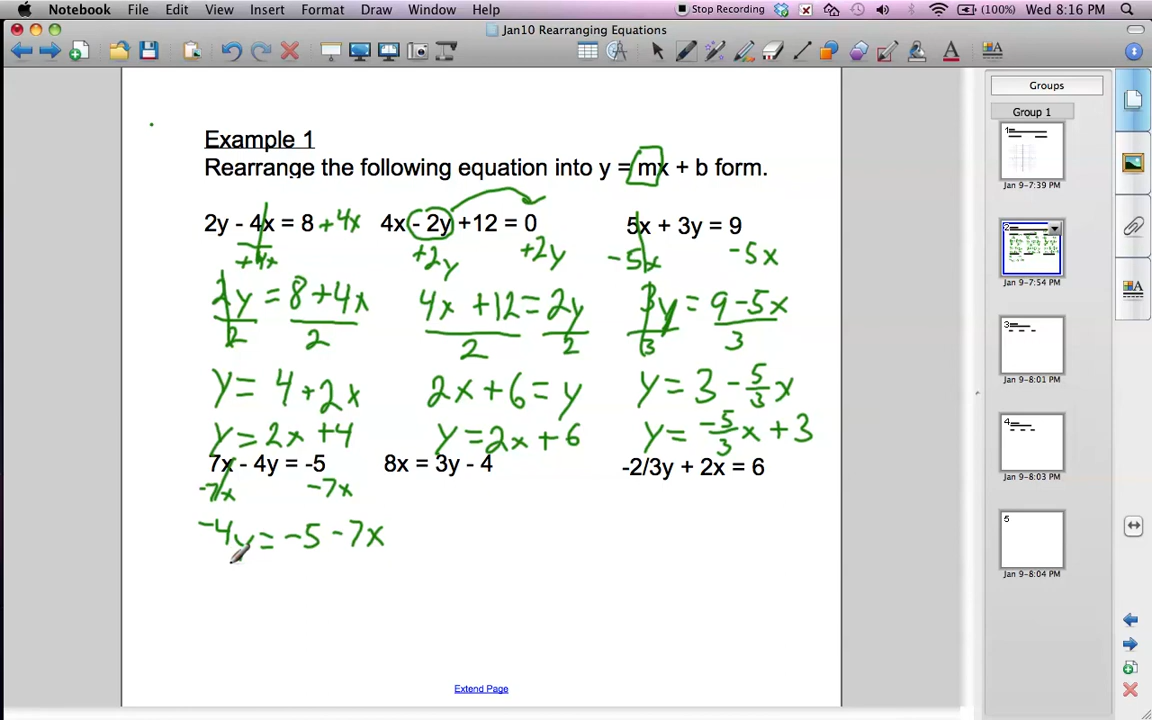 Notebook File Edit View Insert Format Draw Window Help Stop Recording (100%) Wed 8:16 PM
Jan10 Rearranging Equations
Groups
Group 1
1
Jan 9-7:39 PM
2
Jan 9-7:54 PM
3
Jan 9-8:01 PM
4
Jan 9-8:03 PM
5
Jan 9-8:04 PM
Example 1
Rearrange the following equation into y = mx + b form.
2y - 4x = 8 +4x
+4x
2y = 8 +4x
2 2
y = 4 +2x
y = 2x +4
4x - 2y +12 = 0
+2y +2y
4x +12 = 2y
2 2
2x + 6 = y
y = 2x + 6
5x + 3y = 9
-5x -5x
3y = 9 -5x
3 3
y = 3 - 5/3 x
y = -5/3 x + 3
7x - 4y = -5
-7x -7x
-4y = -5 -7x
8x = 3y - 4
-2/3y + 2x = 6
Extend Page